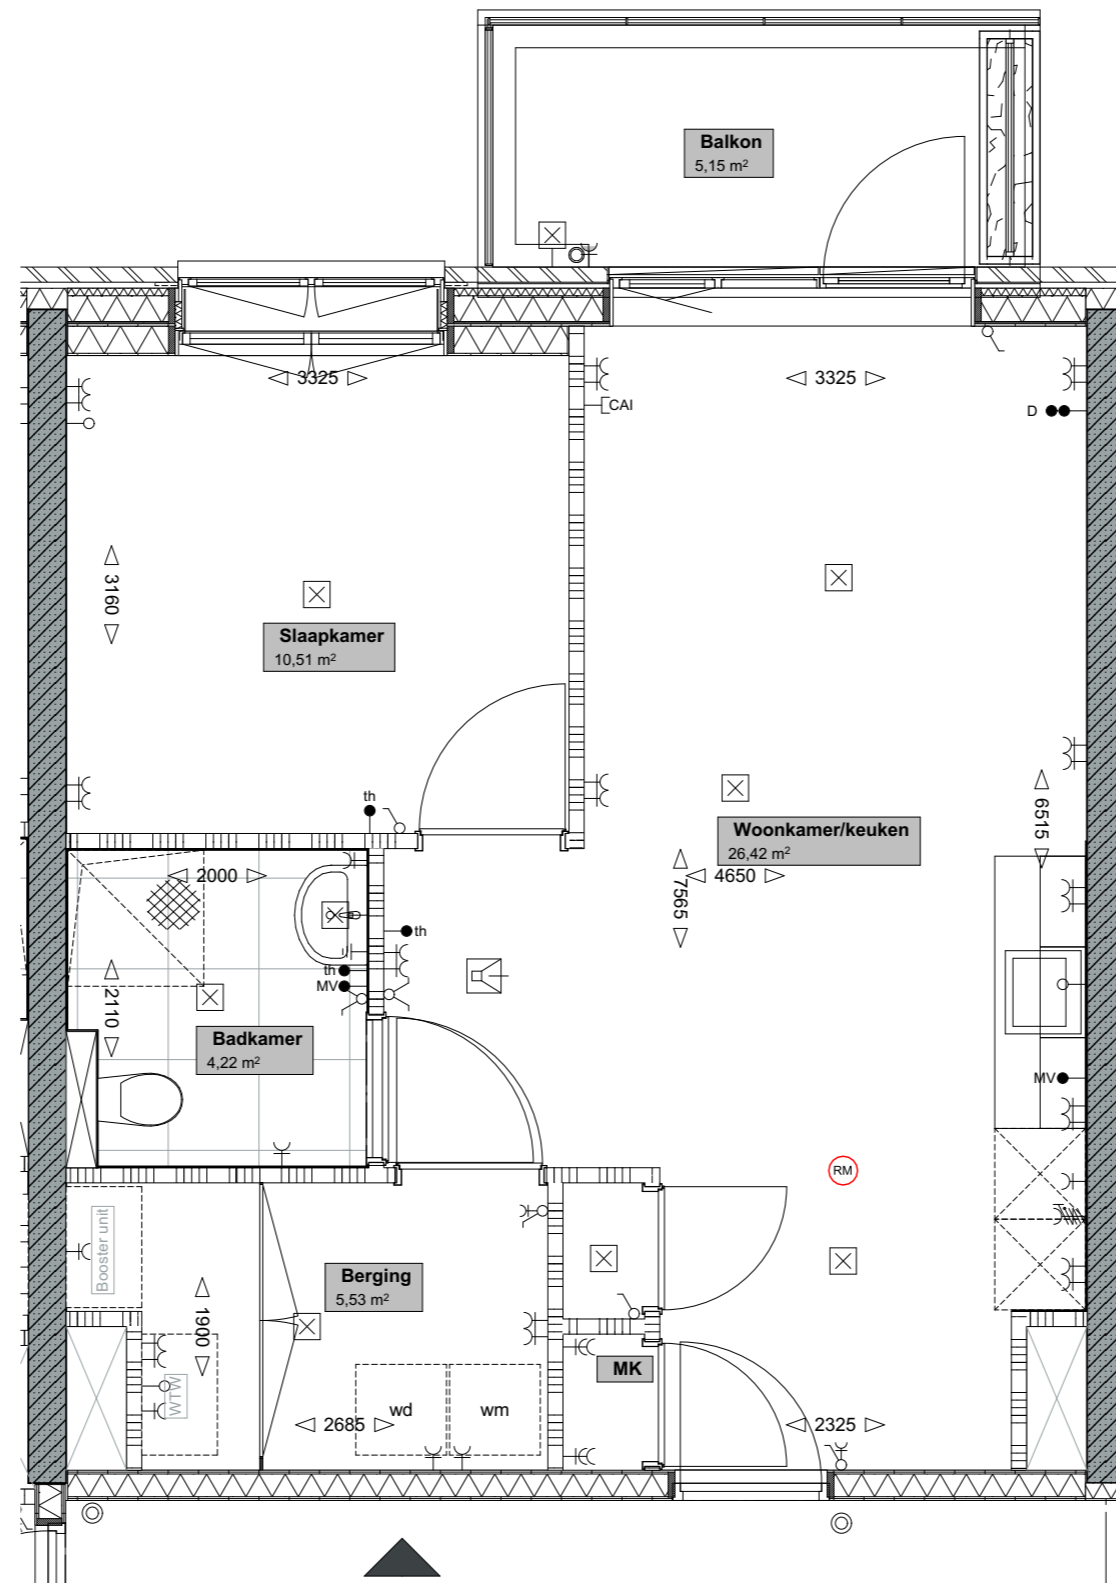 Balkon
5,15 m²
3325
3325
CAI
D
3160
Slaapkamer
10,51 m²
th
Woonkamer/keuken
26,42 m²
6515
2000
7565
4650
th
th
MV
2110
Badkamer
4,22 m²
MV
RM
Booster unit
Berging
5,53 m²
1900
MK
WTW
wd
wm
2685
2325